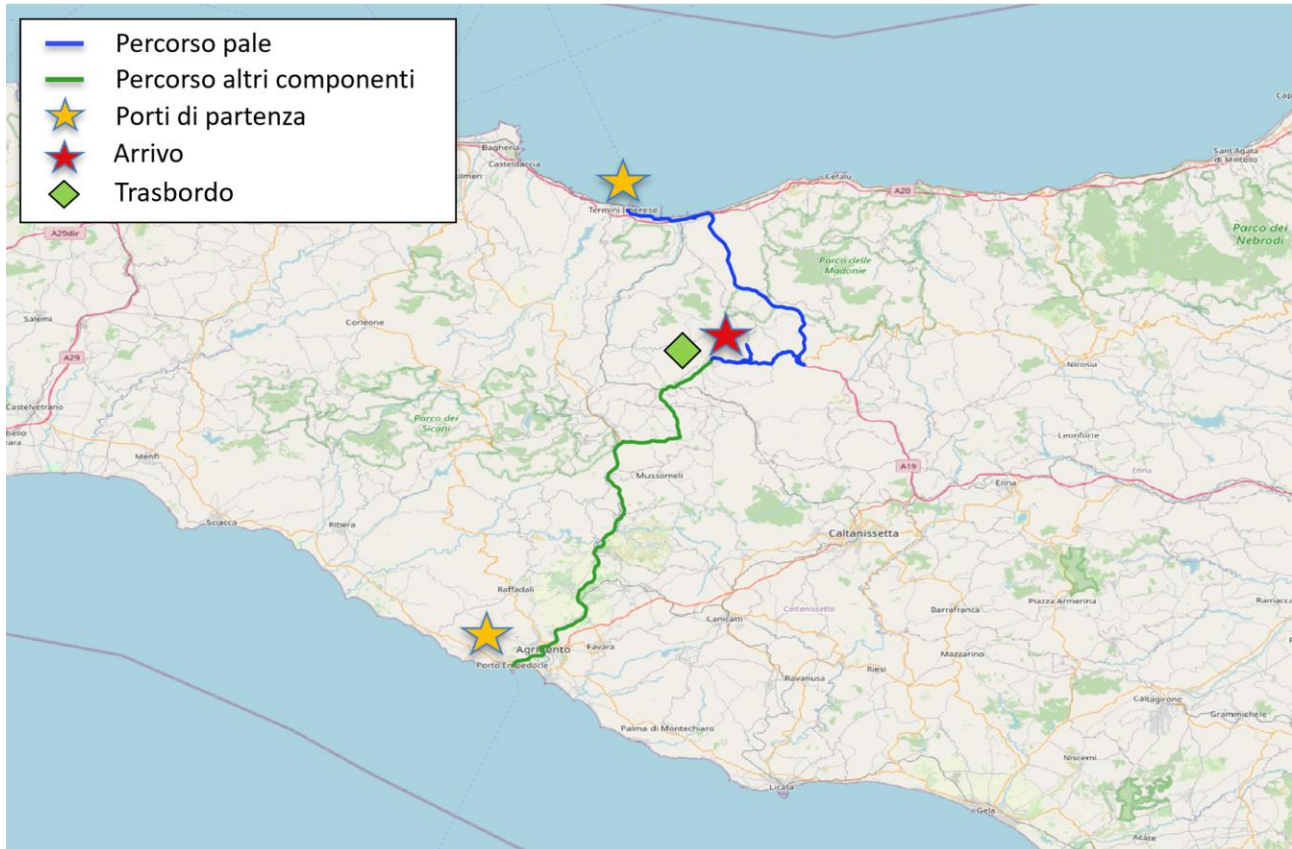 Percorso pale
Percorso altri componenti
Porti di partenza
Arrivo
Trasbordo
Bagheria
Casteldaccia
Termini Imerese
Cefalù
A20
Sant'Agata
di Militello
Parco dei
Nebrodi
A29dir
Parco delle
Madonie
Salemi
Corleone
A29
Nicosia
Castelvetrano
Parco dei
Sicani
Menfi
Mussomeli
A19
Leonforte
Enna
Enna
Sciacca
Ribera
Caltanissetta
Raffadali
Caltanissetta
Piazza Armerina
Barrafranca
Canicattì
Agrigento
Favara
Porto Empedocle
Mazzarino
Riesi
Ravanusa
Caltagirone
Grammichele
Palma di Montechiaro
Niscemi
Licata
Gela
Acate